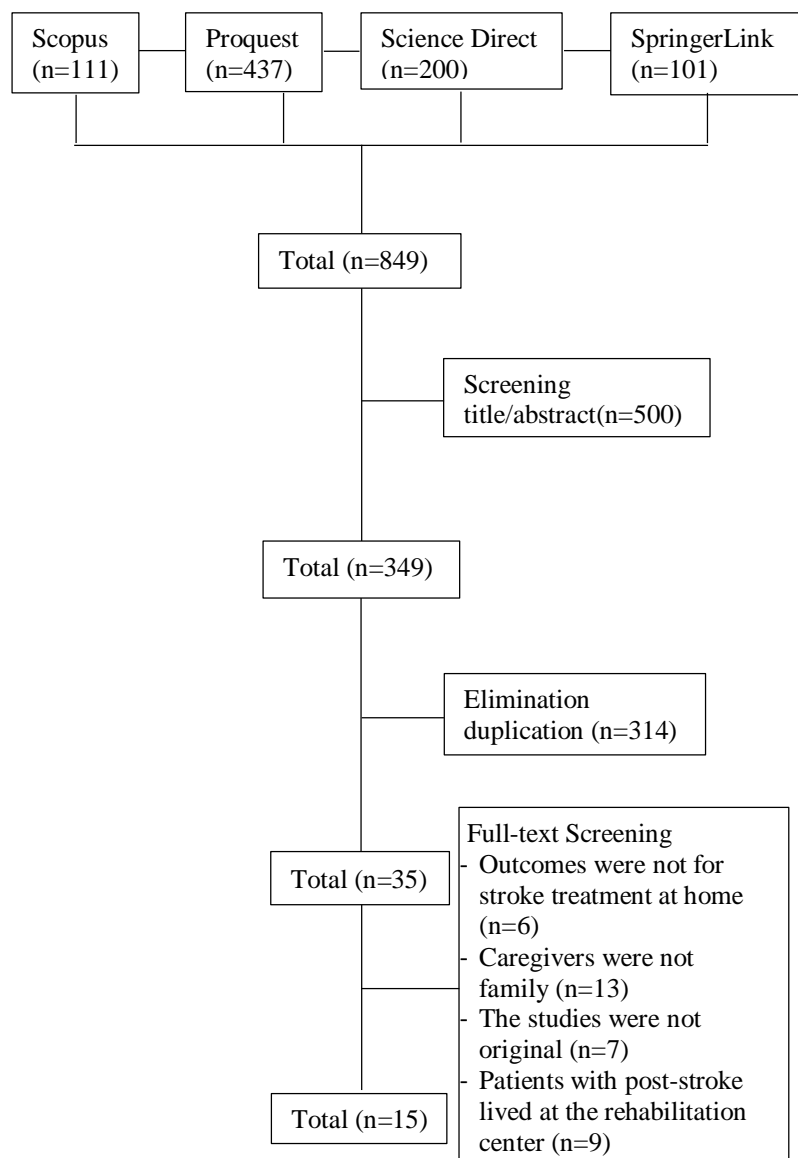 Scopus
(n=111)
Proquest
(n=437)
Science Direct
(n=200)
SpringerLink
(n=101)
Total (n=849)
Screening
title/abstract(n=500)
Total (n=349)
Elimination
duplication (n=314)
Total (n=35)
Full-text Screening
- Outcomes were not for
stroke treatment at home
(n=6)
- Caregivers were not
family (n=13)
- The studies were not
original (n=7)
- Patients with post-stroke
lived at the rehabilitation
center (n=9)
Total (n=15)